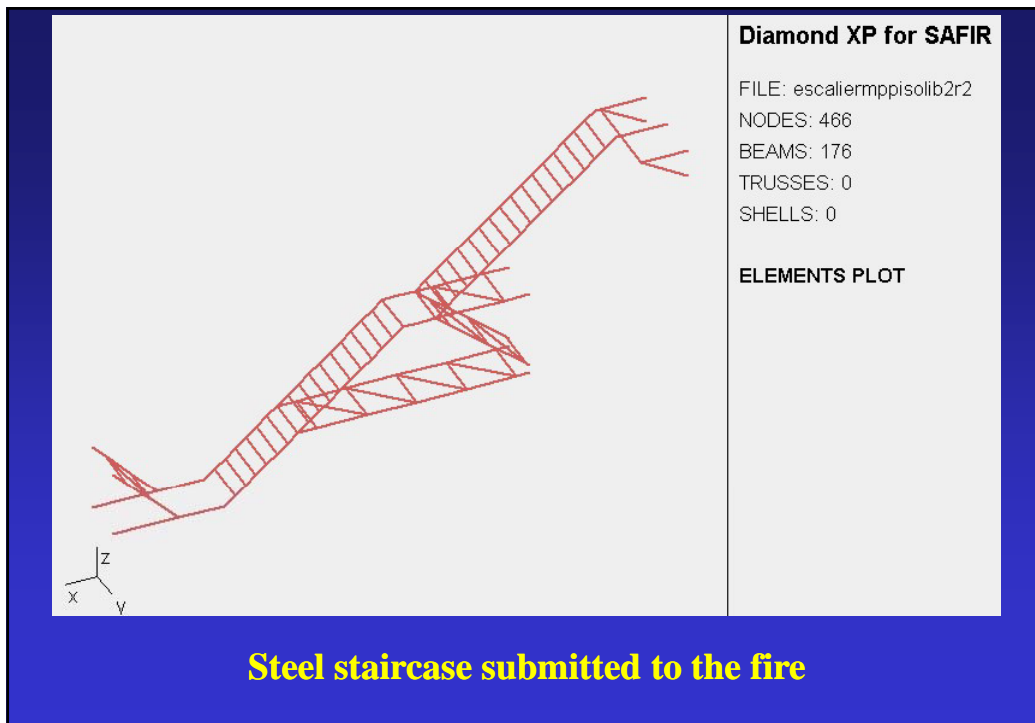 Diamond XP for SAFIR
FILE: escaliermppisolib2r2
NODES: 466
BEAMS: 176
TRUSSES: 0
SHELLS: 0
ELEMENTS PLOT
Z
X
Y
Steel staircase submitted to the fire